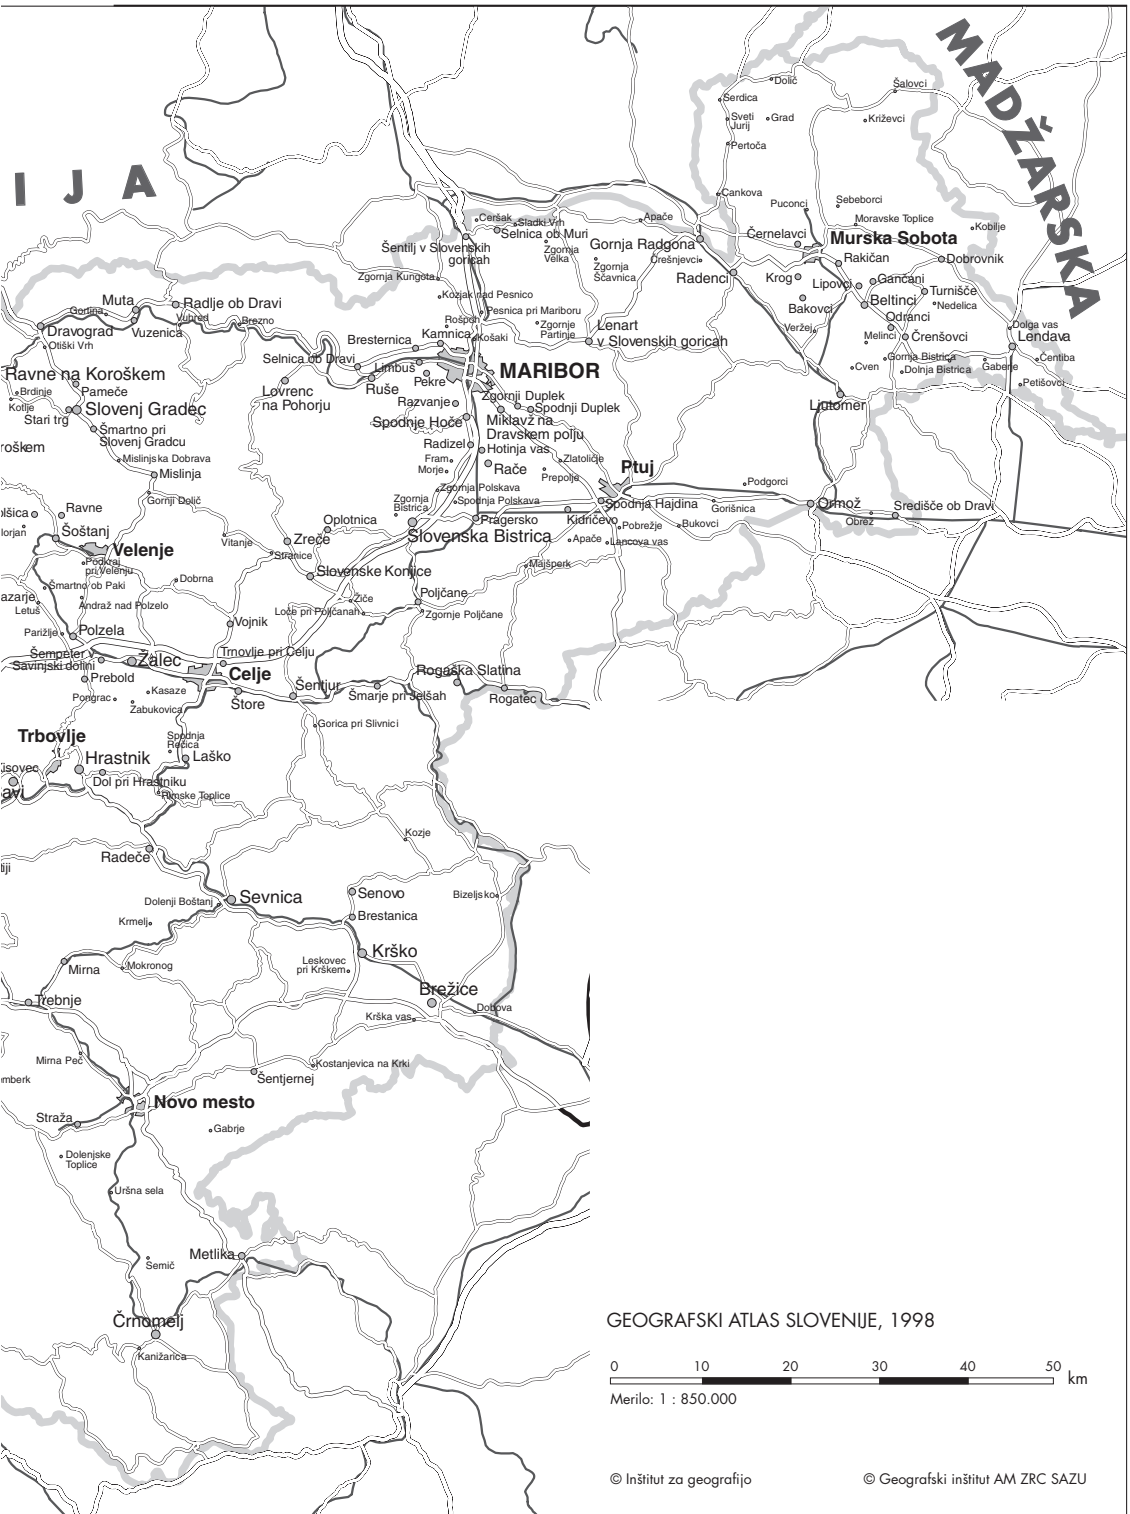 MADŽARSKA
IJA
Dolič
Šalovci
Serdica
Sveti
Jurij
Grad
Križevci
Pertoča
Cankova
Puconci
Sebeborci
Moravske Toplice
Kobilje
Ceršak
Sladki Vrh
Selnica ob Muri
Apače
Černelavci
Murska Sobota
Šentilj v Slovenskih
goricah
Zgornja
Velka
Gornja Radgona
Orešnjevci
Rakičan
Dobrovnik
Zgornja
Ščavnica
Radenci
Krog
Lipovci
Gančani
Turnišče
Zgornja Kungota
Kozjak nad Pesnico
Bakovci
Beltinci
Nedelica
Muta
Radlje ob Dravi
Gortina
Vuhred
Brezno
Pesnica pri Mariboru
Rošpoh
Zgornje
Partinje
Lenart
v Slovenskih goricah
Odranci
Veržej
Melinci
Črenšovci
Dolga vas
Lendava
Dravograd
Vuzenica
Otiški Vrh
Bresternica
Kamnica
Košaki
Selnica ob Dravi
Limbuš
MARIBOR
Gornja Bistrica
Dolnja Bistrica
Gaberje
Čentiba
Cven
Petišovci
Ravne na Koroškem
Brdinje
Pameče
Kotlje
Slovenj Gradec
Stari trg
Lovrenc
na Pohorju
Ruše
Pekre
Razvanje
Zgornji Duplek
Spodnji Duplek
Ljutomer
Šmartno pri
Slovenj Gradcu
Spodnje Hoče
Miklavž na
Dravskem polju
roškem
Mislinjska Dobrava
Mislinja
Radizel
Hotinja vas
Fram
Morje
Rače
Zlatoličje
Prepolje
Ptuj
Podgorci
Gornji Dolič
Zgornja Polskava
Zgornja
Bistrica
Spodnja Polskava
Spodnja Hajdina
Gorišnica
Ormož
Središče ob Dravi
Obrež
olšica
Ravne
lorjan
Šoštanj
Velenje
Oplotnica
Zreče
Vitanje
Stranice
Slovenska Bistrica
Pragersko
Kidričevo
Pobrežje
Bukovci
Apače
Lancova vas
Podkraj
pri Velenju
Dobrna
Slovenske Konjice
Majšperk
Šmartno ob Paki
azarje
Letuš
Andraž nad Polzelo
Žiče
Loče pri Poljčanah
Poljčane
Zgornje Poljčane
Parižlje
Polzela
Vojnik
Šempeter v
Savinjski dolini
Žalec
Trnovlje pri Celju
Celje
Prebold
Pongrac
Kasaze
Zabukovica
Štore
Šentjur
Šmarje pri Jelšah
Rogaška Slatina
Rogatec
Gorica pri Slivnici
Trbovlje
Hrastnik
Spodnja
Rečica
Laško
isovec
avi
Dol pri Hrastniku
Rimske Toplice
Kozje
Radeče
tiji
Dolenji Boštanj
Sevnica
Senovo
Brestanica
Bizeljsko
Krmelj
Krško
Mirna
Mokronog
Leskovec
pri Krškem
Brežice
Trebnje
Dobova
Krška vas
Mirna Peč
Kostanjevica na Krki
mberk
Šentjernej
Novo mesto
Straža
Gabrje
Dolenjske
Toplice
Uršna sela
Semič
Metlika
Črnomelj
Kanižarica
GEOGRAFSKI ATLAS SLOVENIJE, 1998
0 10 20 30 40 50 km
Merilo: 1 : 850.000
© Inštitut za geografijo
© Geografski inštitut AM ZRC SAZU